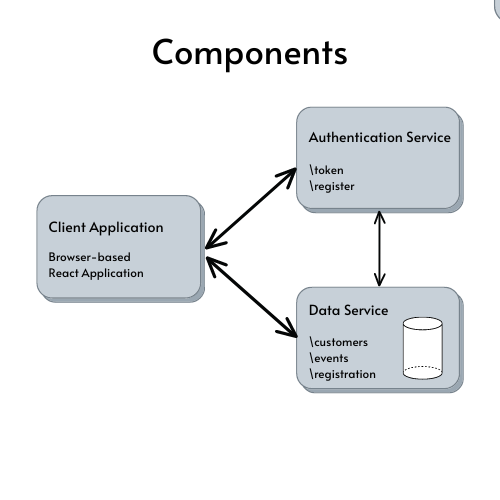 Components
Authentication Service
\token
\register
Client Application
Browser-based
React Application
Data Service
\customers
\events
\registration